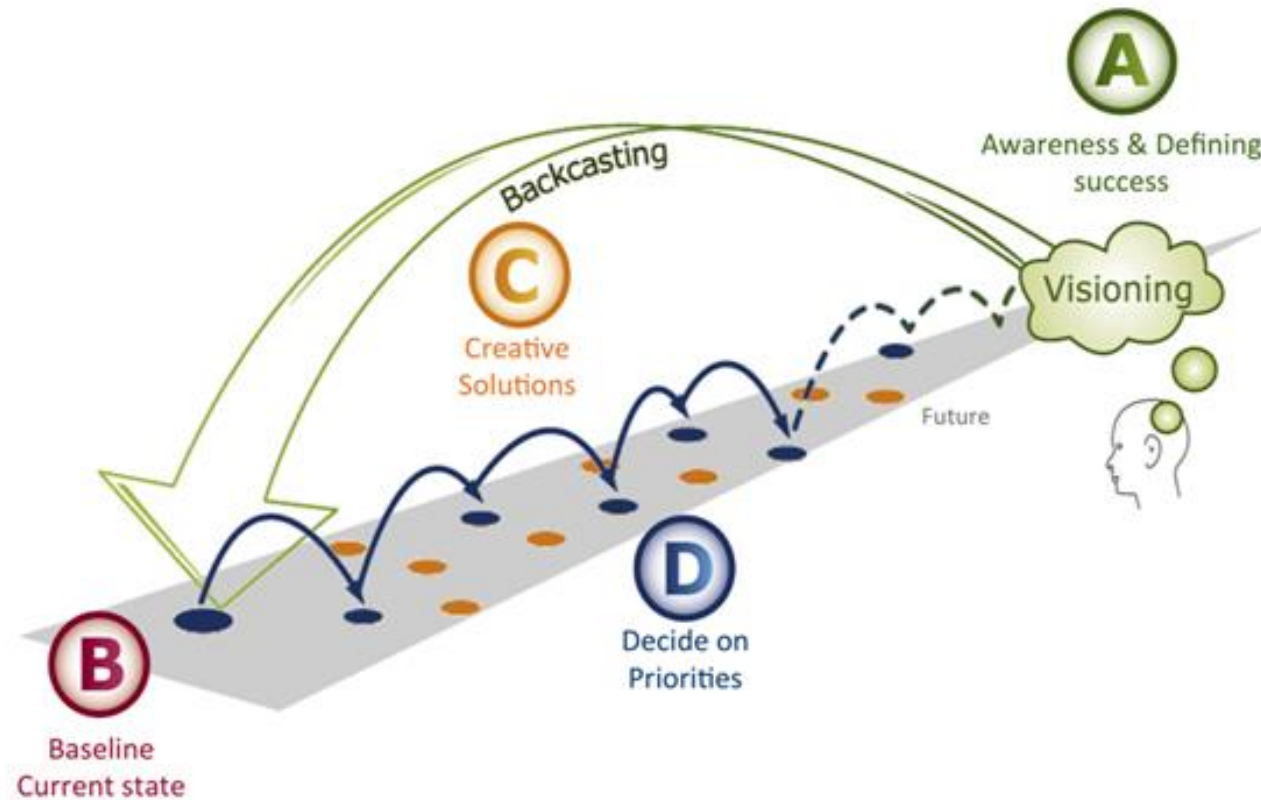 A
Awareness & Defining
success
Backcasting
C
Creative
Solutions
Visioning
Future
D
Decide on
Priorities
B
Baseline
Current state